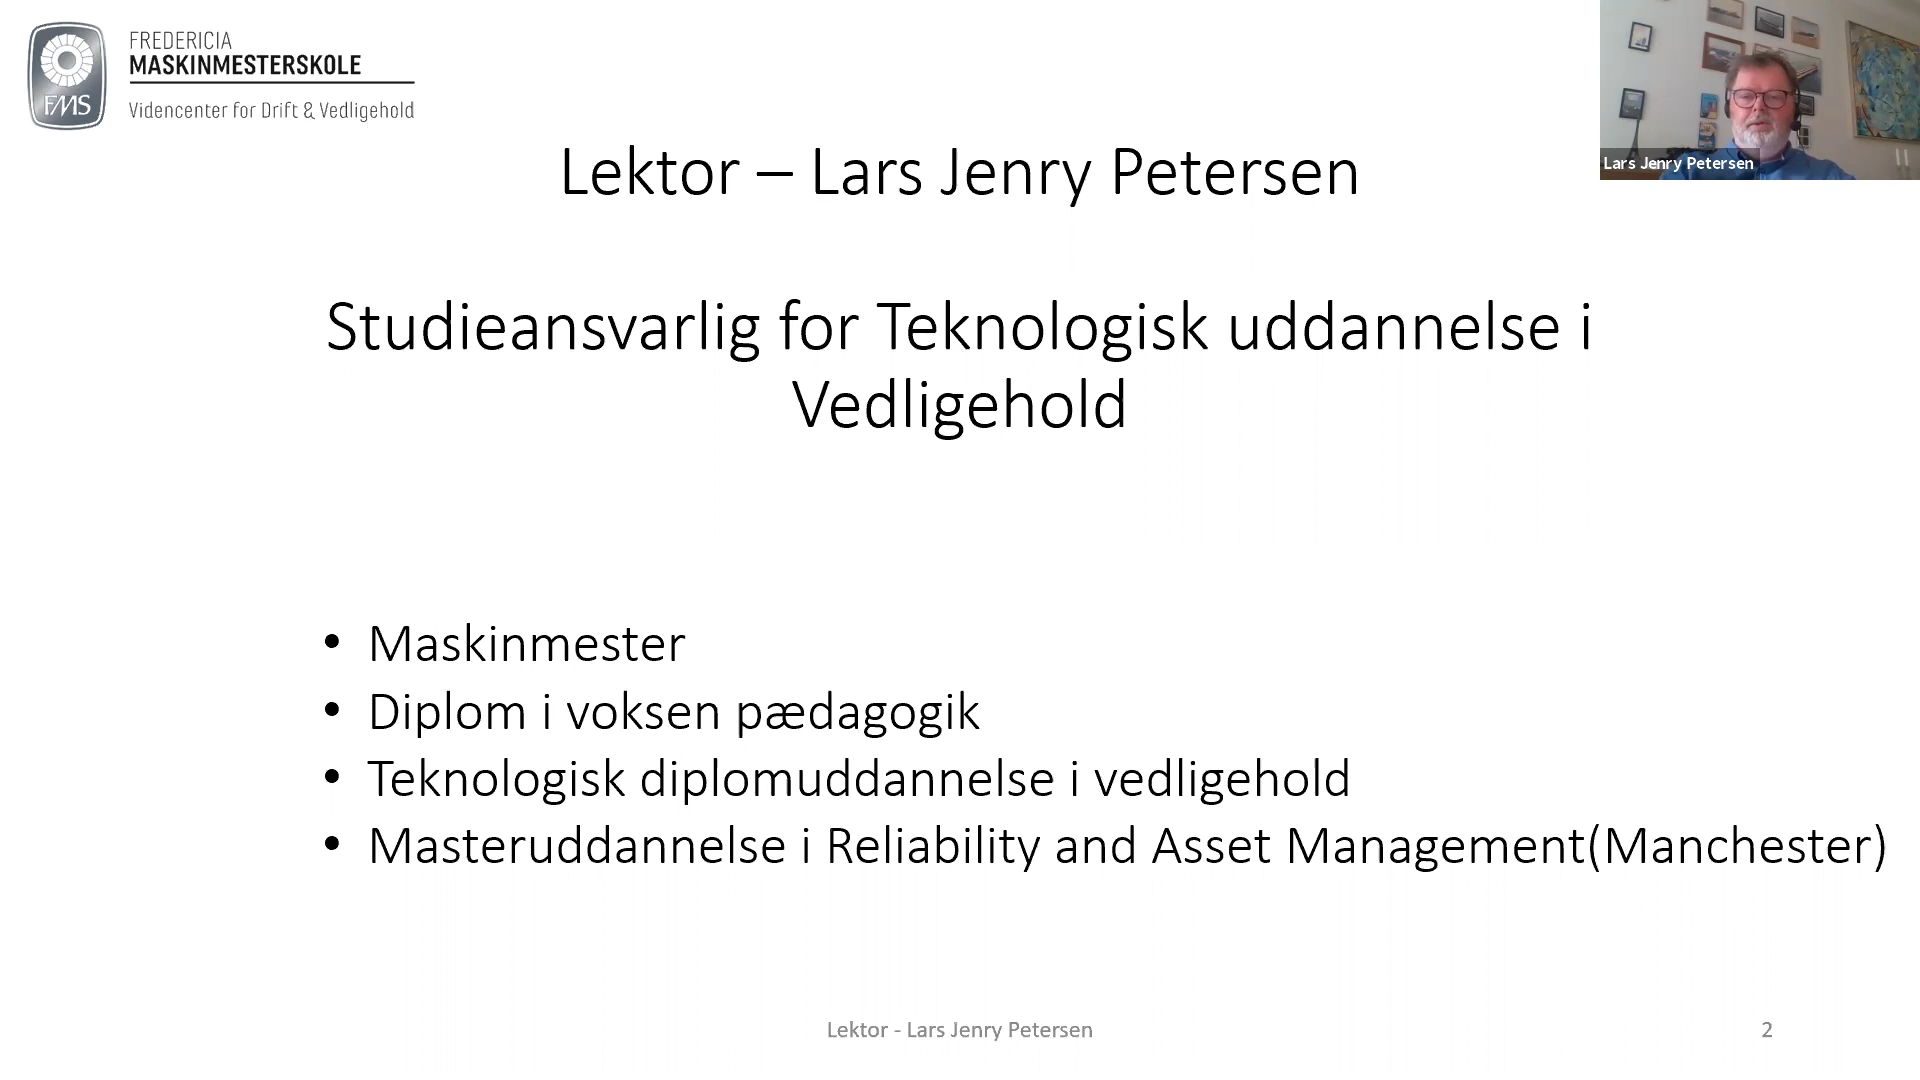 FREDERICIA
MASKINMESTERSKOLE
FMS
Videncenter for Drift & Vedligehold
Lars Jenry Petersen
Lektor – Lars Jenry Petersen
Studieansvarlig for Teknologisk uddannelse i
Vedligehold
• Maskinmester
• Diplom i voksen pædagogik
• Teknologisk diplomuddannelse i vedligehold
• Masteruddannelse i Reliability and Asset Management(Manchester)
Lektor - Lars Jenry Petersen
2